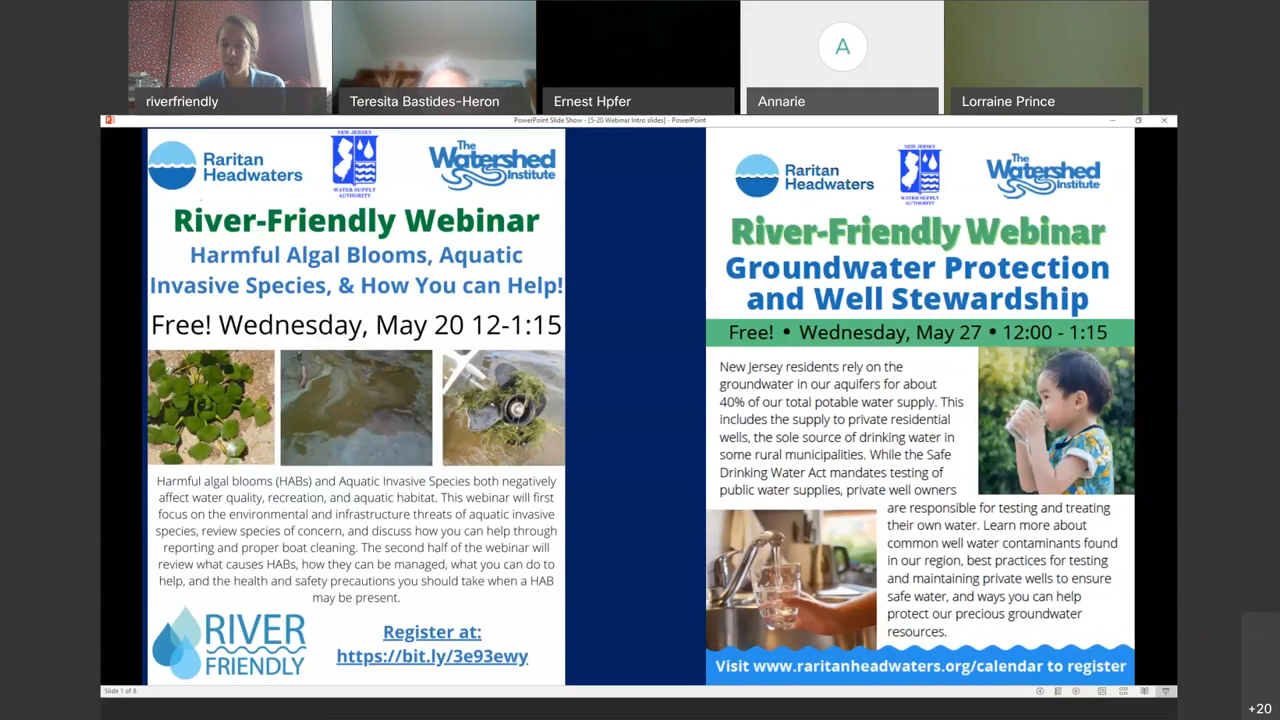 riverfriendly
Teresita Bastides-Heron
Ernest Hpfer
A
Annarie
Lorraine Prince
PowerPoint Slide Show - [5-20 Webinar Intro slides] - PowerPoint
Raritan
Headwaters
NEW JERSEY
WATER SUPPLY
AUTHORITY
The
Watershed
Institute
River-Friendly Webinar
Harmful Algal Blooms, Aquatic
Invasive Species, & How You can Help!
Free! Wednesday, May 20 12-1:15
Harmful algal blooms (HABs) and Aquatic Invasive Species both negatively
affect water quality, recreation, and aquatic habitat. This webinar will first
focus on the environmental and infrastructure threats of aquatic invasive
species, review species of concern, and discuss how you can help through
reporting and proper boat cleaning. The second half of the webinar will
review what causes HABs, how they can be managed, what you can do to
help, and the health and safety precautions you should take when a HAB
may be present.
RIVER
FRIENDLY
Register at:
https://bit.ly/3e93ewy
Raritan
Headwaters
NEW JERSEY
WATER SUPPLY
AUTHORITY
The
Watershed
Institute
River-Friendly Webinar
Groundwater Protection
and Well Stewardship
Free! • Wednesday, May 27 • 12:00 - 1:15
New Jersey residents rely on the
groundwater in our aquifers for about
40% of our total potable water supply. This
includes the supply to private residential
wells, the sole source of drinking water in
some rural municipalities. While the Safe
Drinking Water Act mandates testing of
public water supplies, private well owners
are responsible for testing and treating
their own water. Learn more about
common well water contaminants found
in our region, best practices for testing
and maintaining private wells to ensure
safe water, and ways you can help
protect our precious groundwater
resources.
Visit www.raritanheadwaters.org/calendar to register
Slide 1 of 6
+20